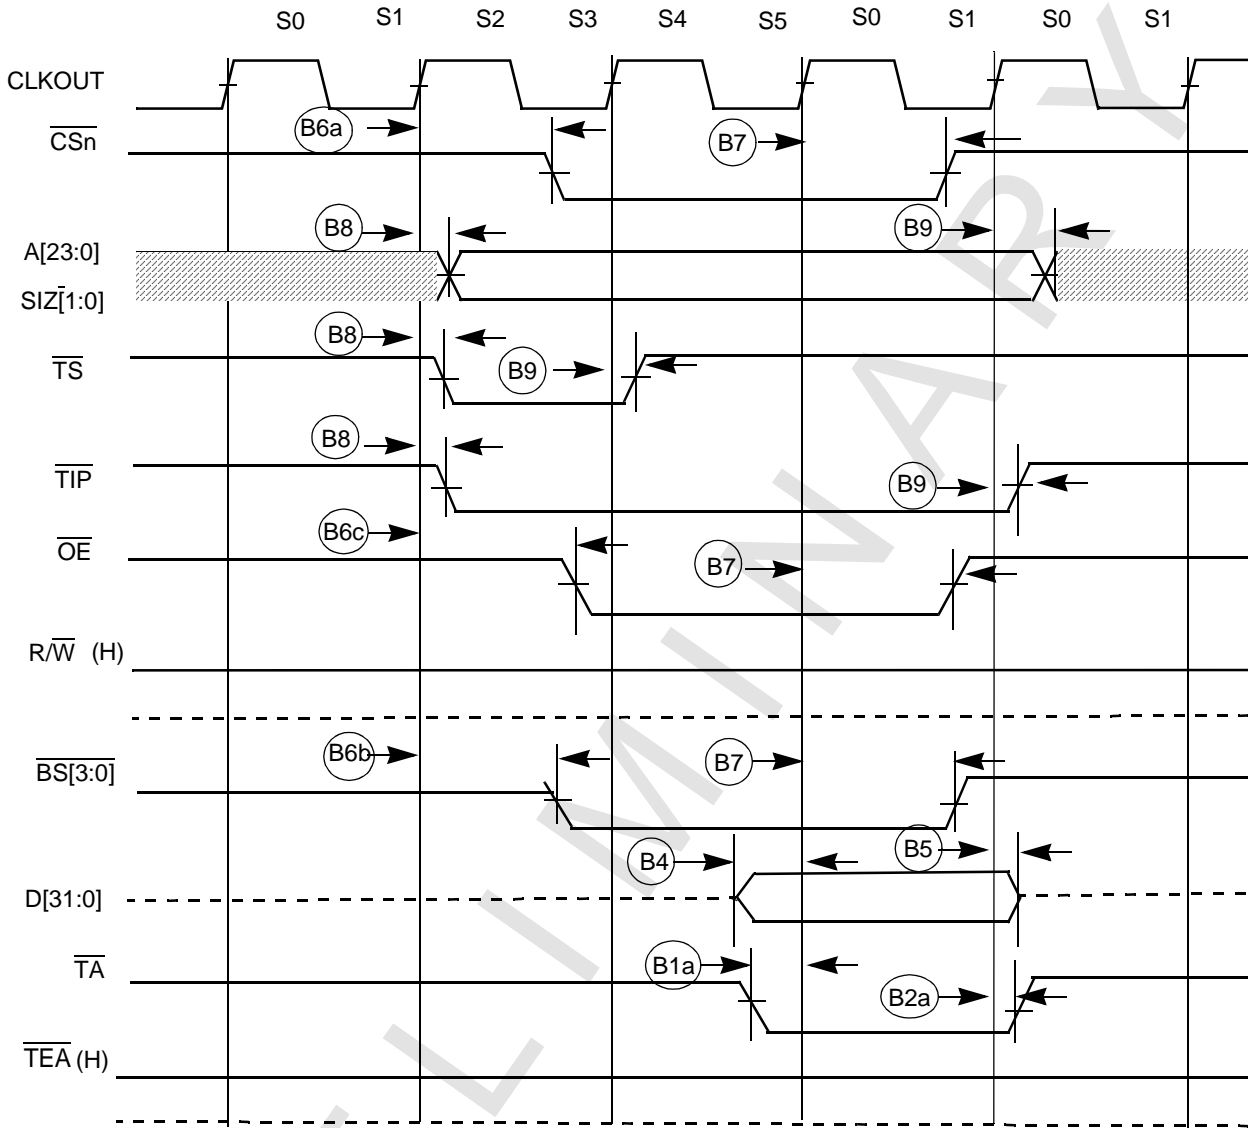 S0 S1 S2 S3 S4 S5 S0 S1 S0 S1
CLKOUT
B6a B7
CSn
B8 B9
A[23:0]
SIZ[1:0]
B8
TS B9
B8
TIP B9
B6c
OE B7
R/W (H)
B6b B7
BS[3:0]
B4 B5
D[31:0]
TA B1a
B2a
TEA (H)
LIMINARY